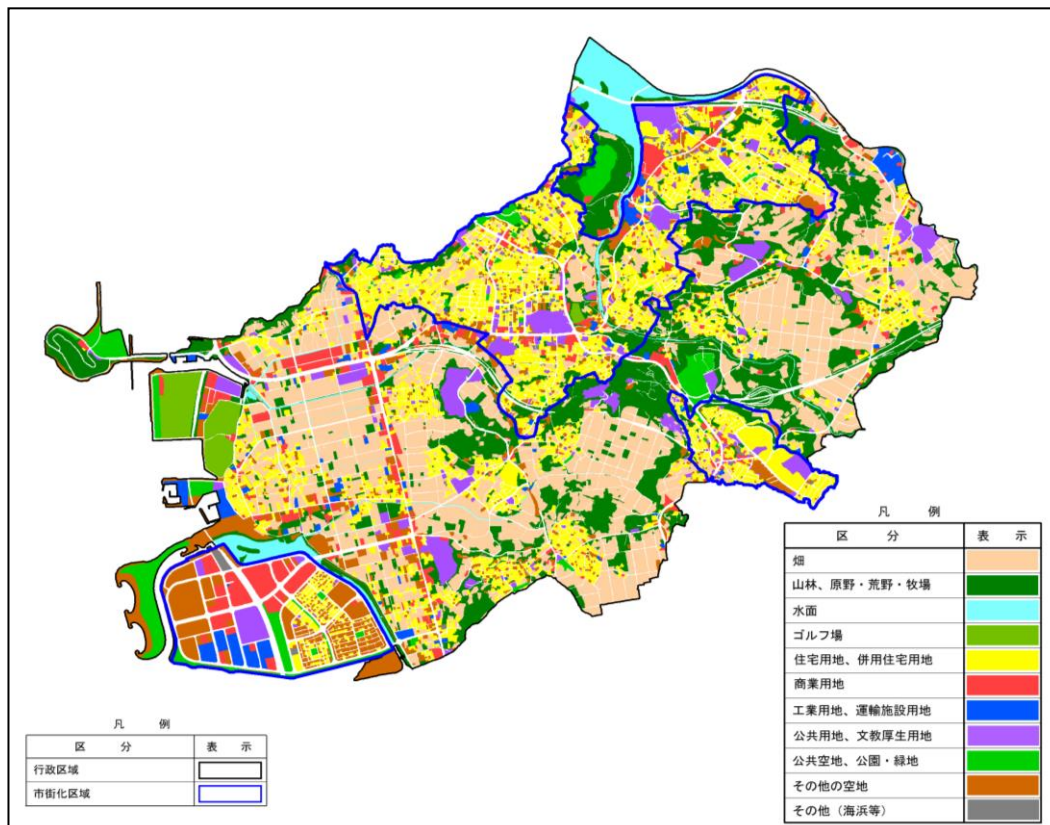 凡 例
区 分 表 示
畑
山林、原野・荒野・牧場
水面
ゴルフ場
住宅用地、併用住宅用地
商業用地
工業用地、運輸施設用地
公共用地、文教厚生用地
公共空地、公園・緑地
その他の空地
その他（海浜等）
凡 例
区 分 表 示
行政区域
市街化区域